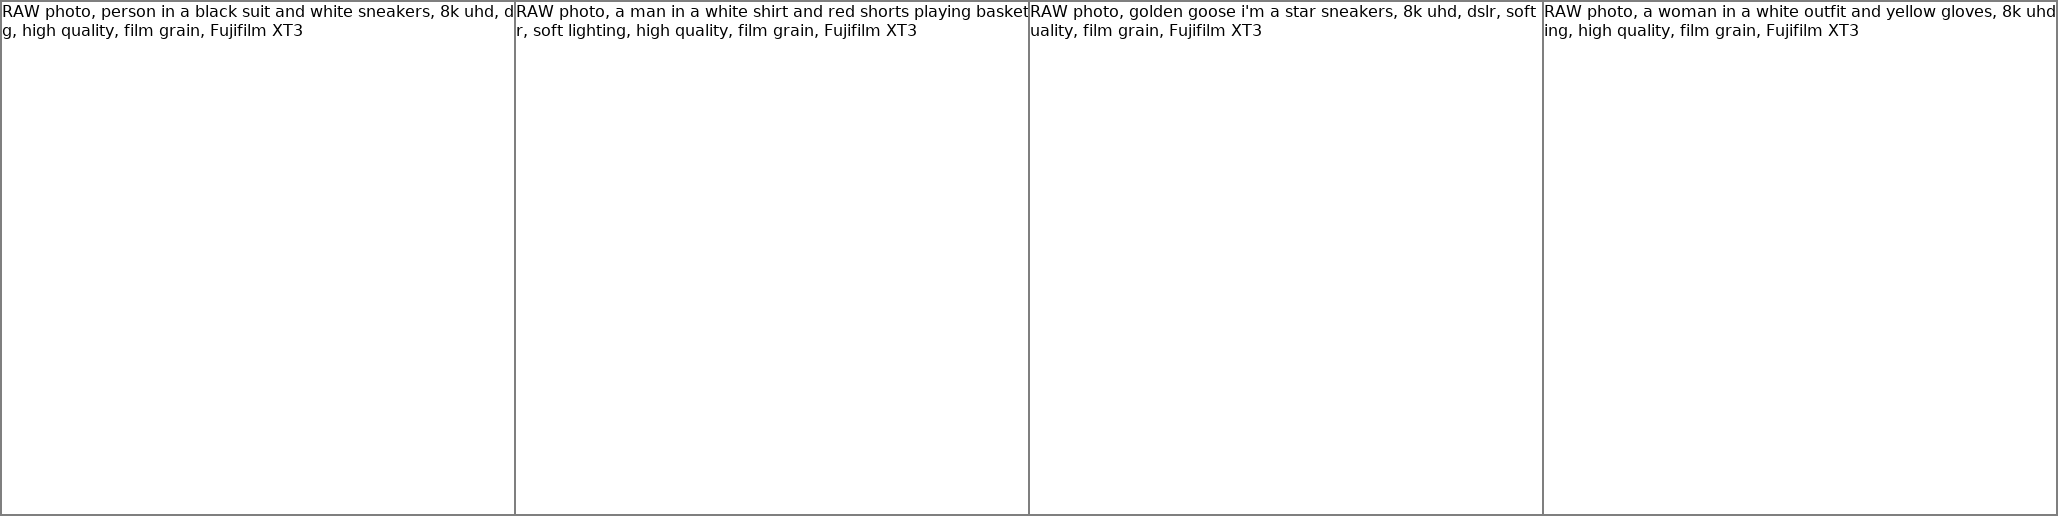 RAW photo, person in a black suit and white sneakers, 8k uhd, d
g, high quality, film grain, Fujifilm XT3
RAW photo, a man in a white shirt and red shorts playing basket
r, soft lighting, high quality, film grain, Fujifilm XT3
RAW photo, golden goose i'm a star sneakers, 8k uhd, dslr, soft
uality, film grain, Fujifilm XT3
RAW photo, a woman in a white outfit and yellow gloves, 8k uhd
ing, high quality, film grain, Fujifilm XT3